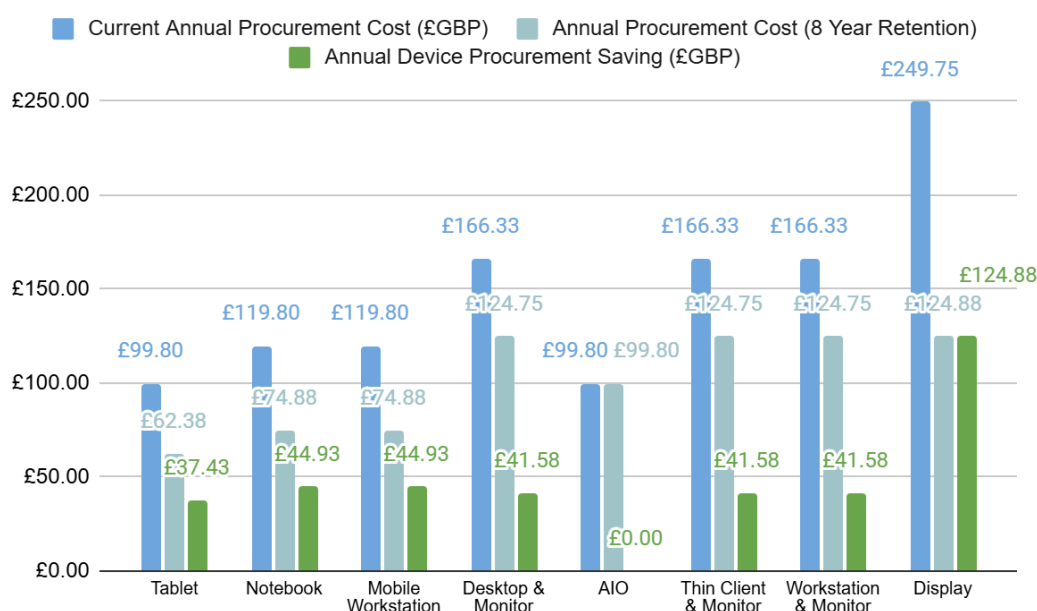 Current Annual Procurement Cost (£GBP) Annual Procurement Cost (8 Year Retention)
Annual Device Procurement Saving (£GBP)
£249.75
£250.00
£200.00
£166.33 £166.33 £166.33
£150.00
£124.88
£124.75 £124.75 £124.75 £124.88
£119.80 £119.80
£99.80 £99.80 £99.80
£100.00
£74.88 £74.88
£62.38
£50.00
£37.43 £44.93 £44.93 £41.58 £41.58 £41.58
£0.00
£0.00
Tablet Notebook Mobile Workstation Desktop & Monitor AIO Thin Client & Monitor Workstation & Monitor Display